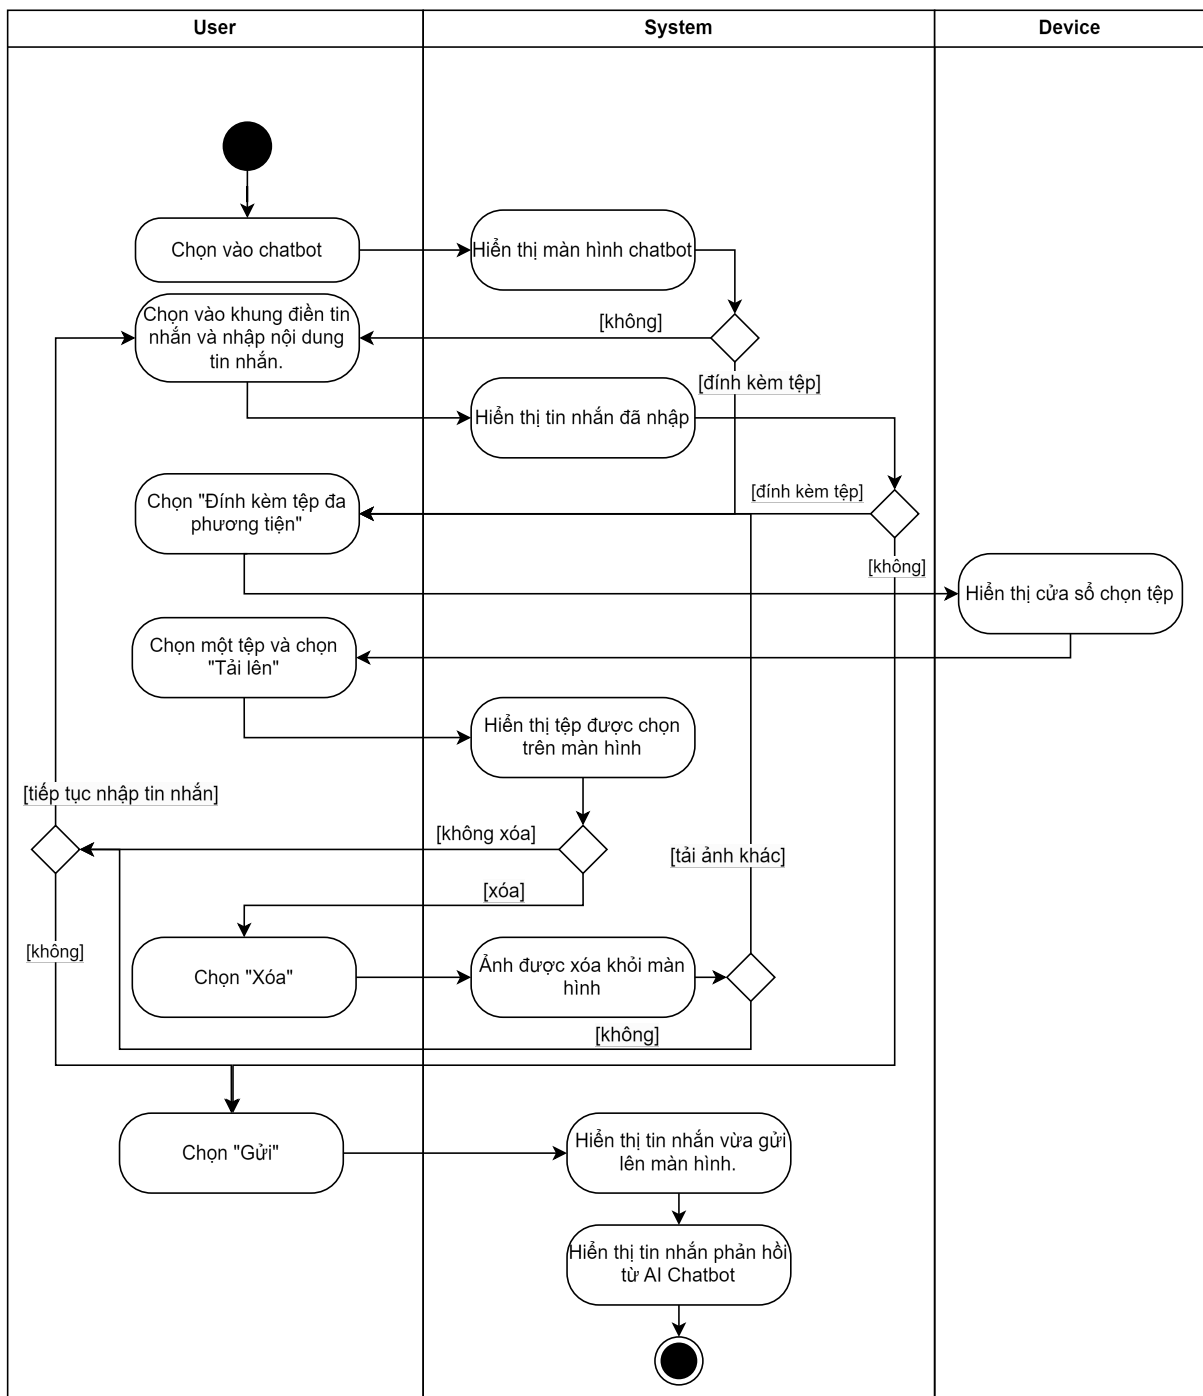 User
System
Device
Chọn vào chatbot
Hiển thị màn hình chatbot
Chọn vào khung điền tin
nhắn và nhập nội dung
tin nhắn.
[không]
[đính kèm tệp]
Hiển thị tin nhắn đã nhập
Chọn "Đính kèm tệp đa
phương tiện"
[đính kèm tệp]
[không]
Hiển thị cửa sổ chọn tệp
Chọn một tệp và chọn
"Tải lên"
Hiển thị tệp được chọn
trên màn hình
[tiếp tục nhập tin nhắn]
[không xóa]
[tải ảnh khác]
[xóa]
[không]
Chọn "Xóa"
Ảnh được xóa khỏi màn
hình
[không]
Chọn "Gửi"
Hiển thị tin nhắn vừa gửi
lên màn hình.
Hiển thị tin nhắn phản hồi
từ AI Chatbot